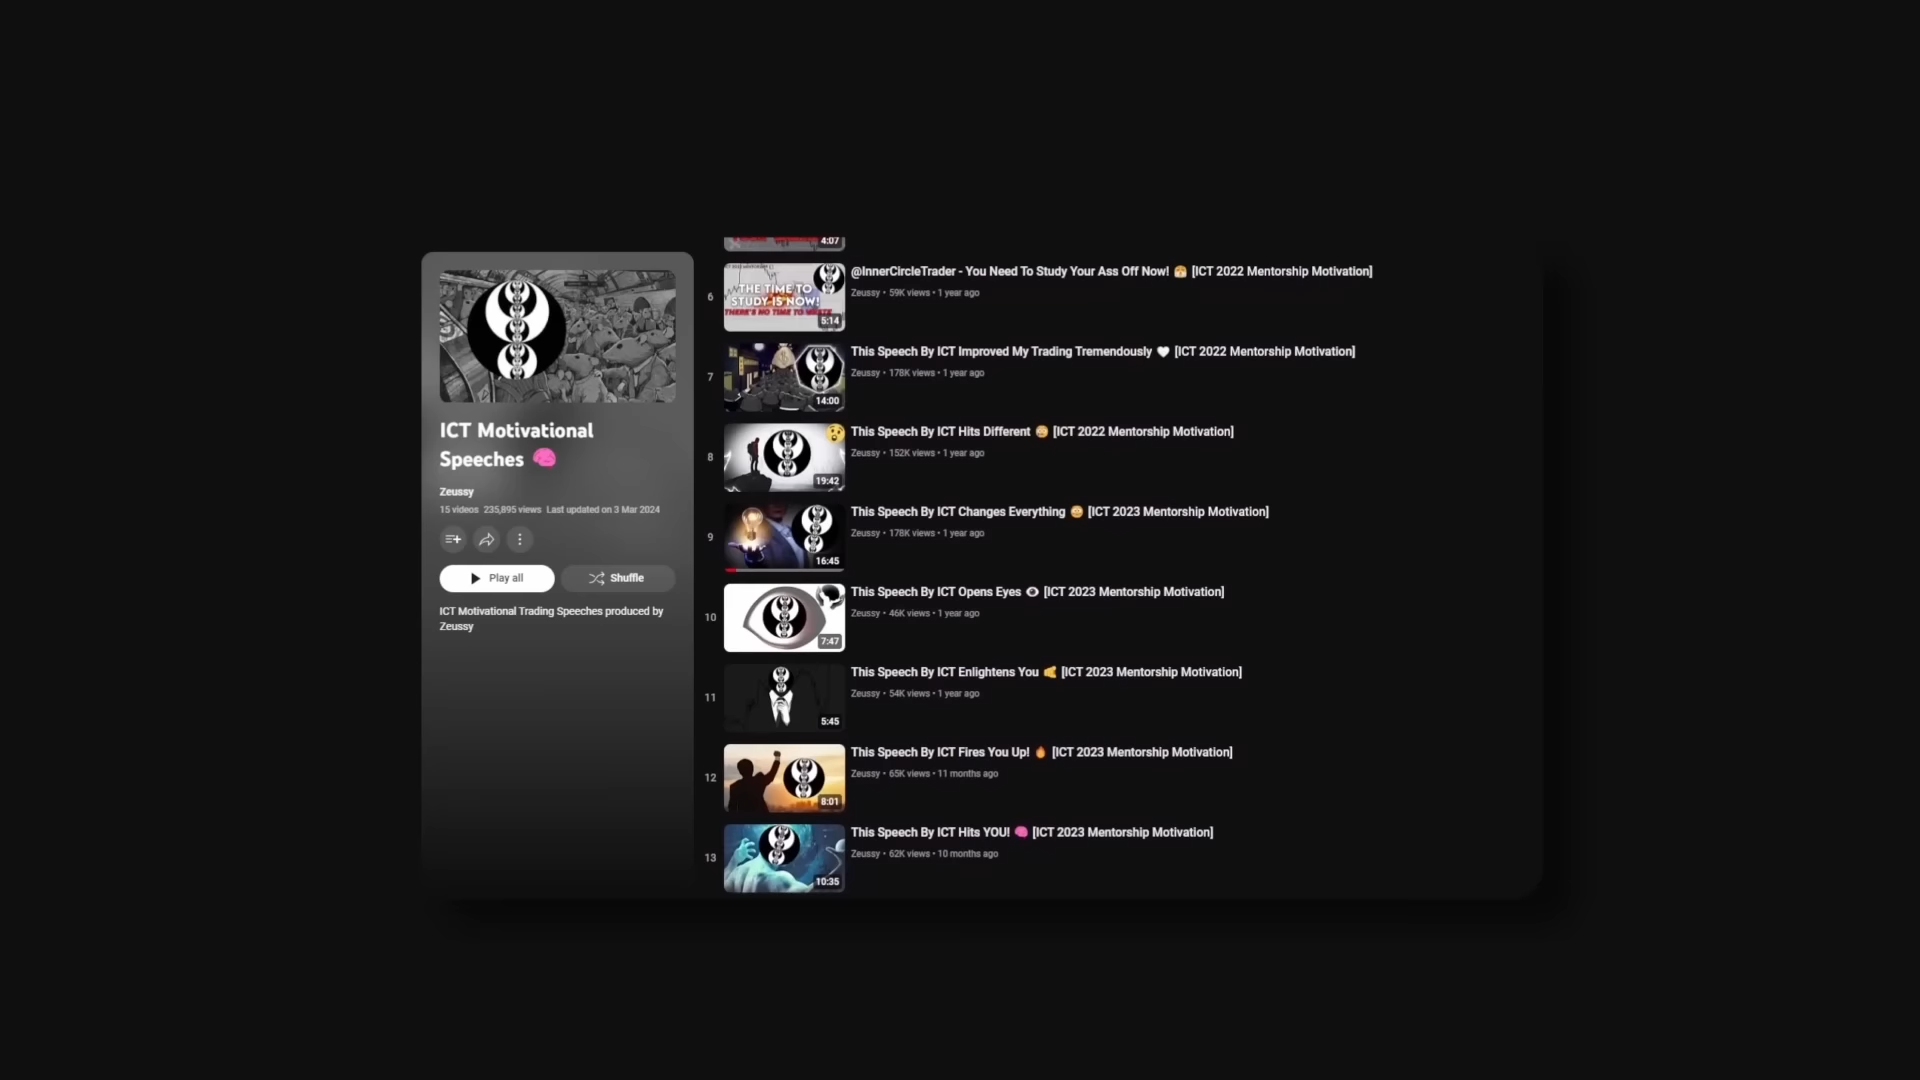 ICT Motivational
Speeches 🧠
Zeussy
15 videos 235,895 views Last updated on 3 Mar 2024
Play all
Shuffle
ICT Motivational Trading Speeches produced by
Zeussy
4:07
6
THE TIME TO
STUDY IS NOW!
THERE'S NO TIME TO WASTE
5:14
@InnerCircleTrader - You Need To Study Your Ass Off Now! 😤 [ICT 2022 Mentorship Motivation]
Zeussy • 59K views • 1 year ago
7
14:00
This Speech By ICT Improved My Trading Tremendously 🤍 [ICT 2022 Mentorship Motivation]
Zeussy • 178K views • 1 year ago
8
19:42
This Speech By ICT Hits Different 😳 [ICT 2022 Mentorship Motivation]
Zeussy • 152K views • 1 year ago
9
16:45
This Speech By ICT Changes Everything 😳 [ICT 2023 Mentorship Motivation]
Zeussy • 178K views • 1 year ago
10
7:47
This Speech By ICT Opens Eyes 👁 [ICT 2023 Mentorship Motivation]
Zeussy • 46K views • 1 year ago
11
5:45
This Speech By ICT Enlightens You 🤜 [ICT 2023 Mentorship Motivation]
Zeussy • 54K views • 1 year ago
12
8:01
This Speech By ICT Fires You Up! 🔥 [ICT 2023 Mentorship Motivation]
Zeussy • 65K views • 11 months ago
13
10:35
This Speech By ICT Hits YOU! 🧠 [ICT 2023 Mentorship Motivation]
Zeussy • 62K views • 10 months ago